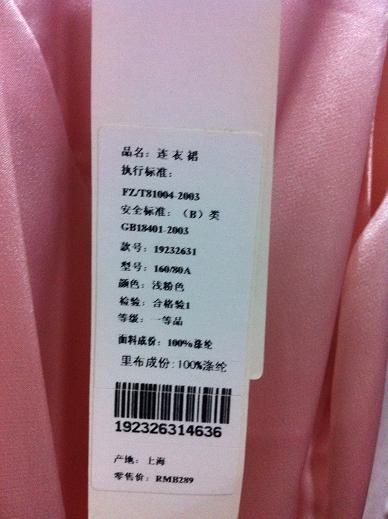 品名：连衣裙
执行标准：
FZ/T81004-2003
安全标准：（B）类
GB18401-2003
款号：19232631
型号：160/80A
颜色：浅粉色
检验：合格验1
等级：一等品
面料成份：100%涤纶
里布成份:100%涤纶
192326314636
产地：上海
零售价：RMB289